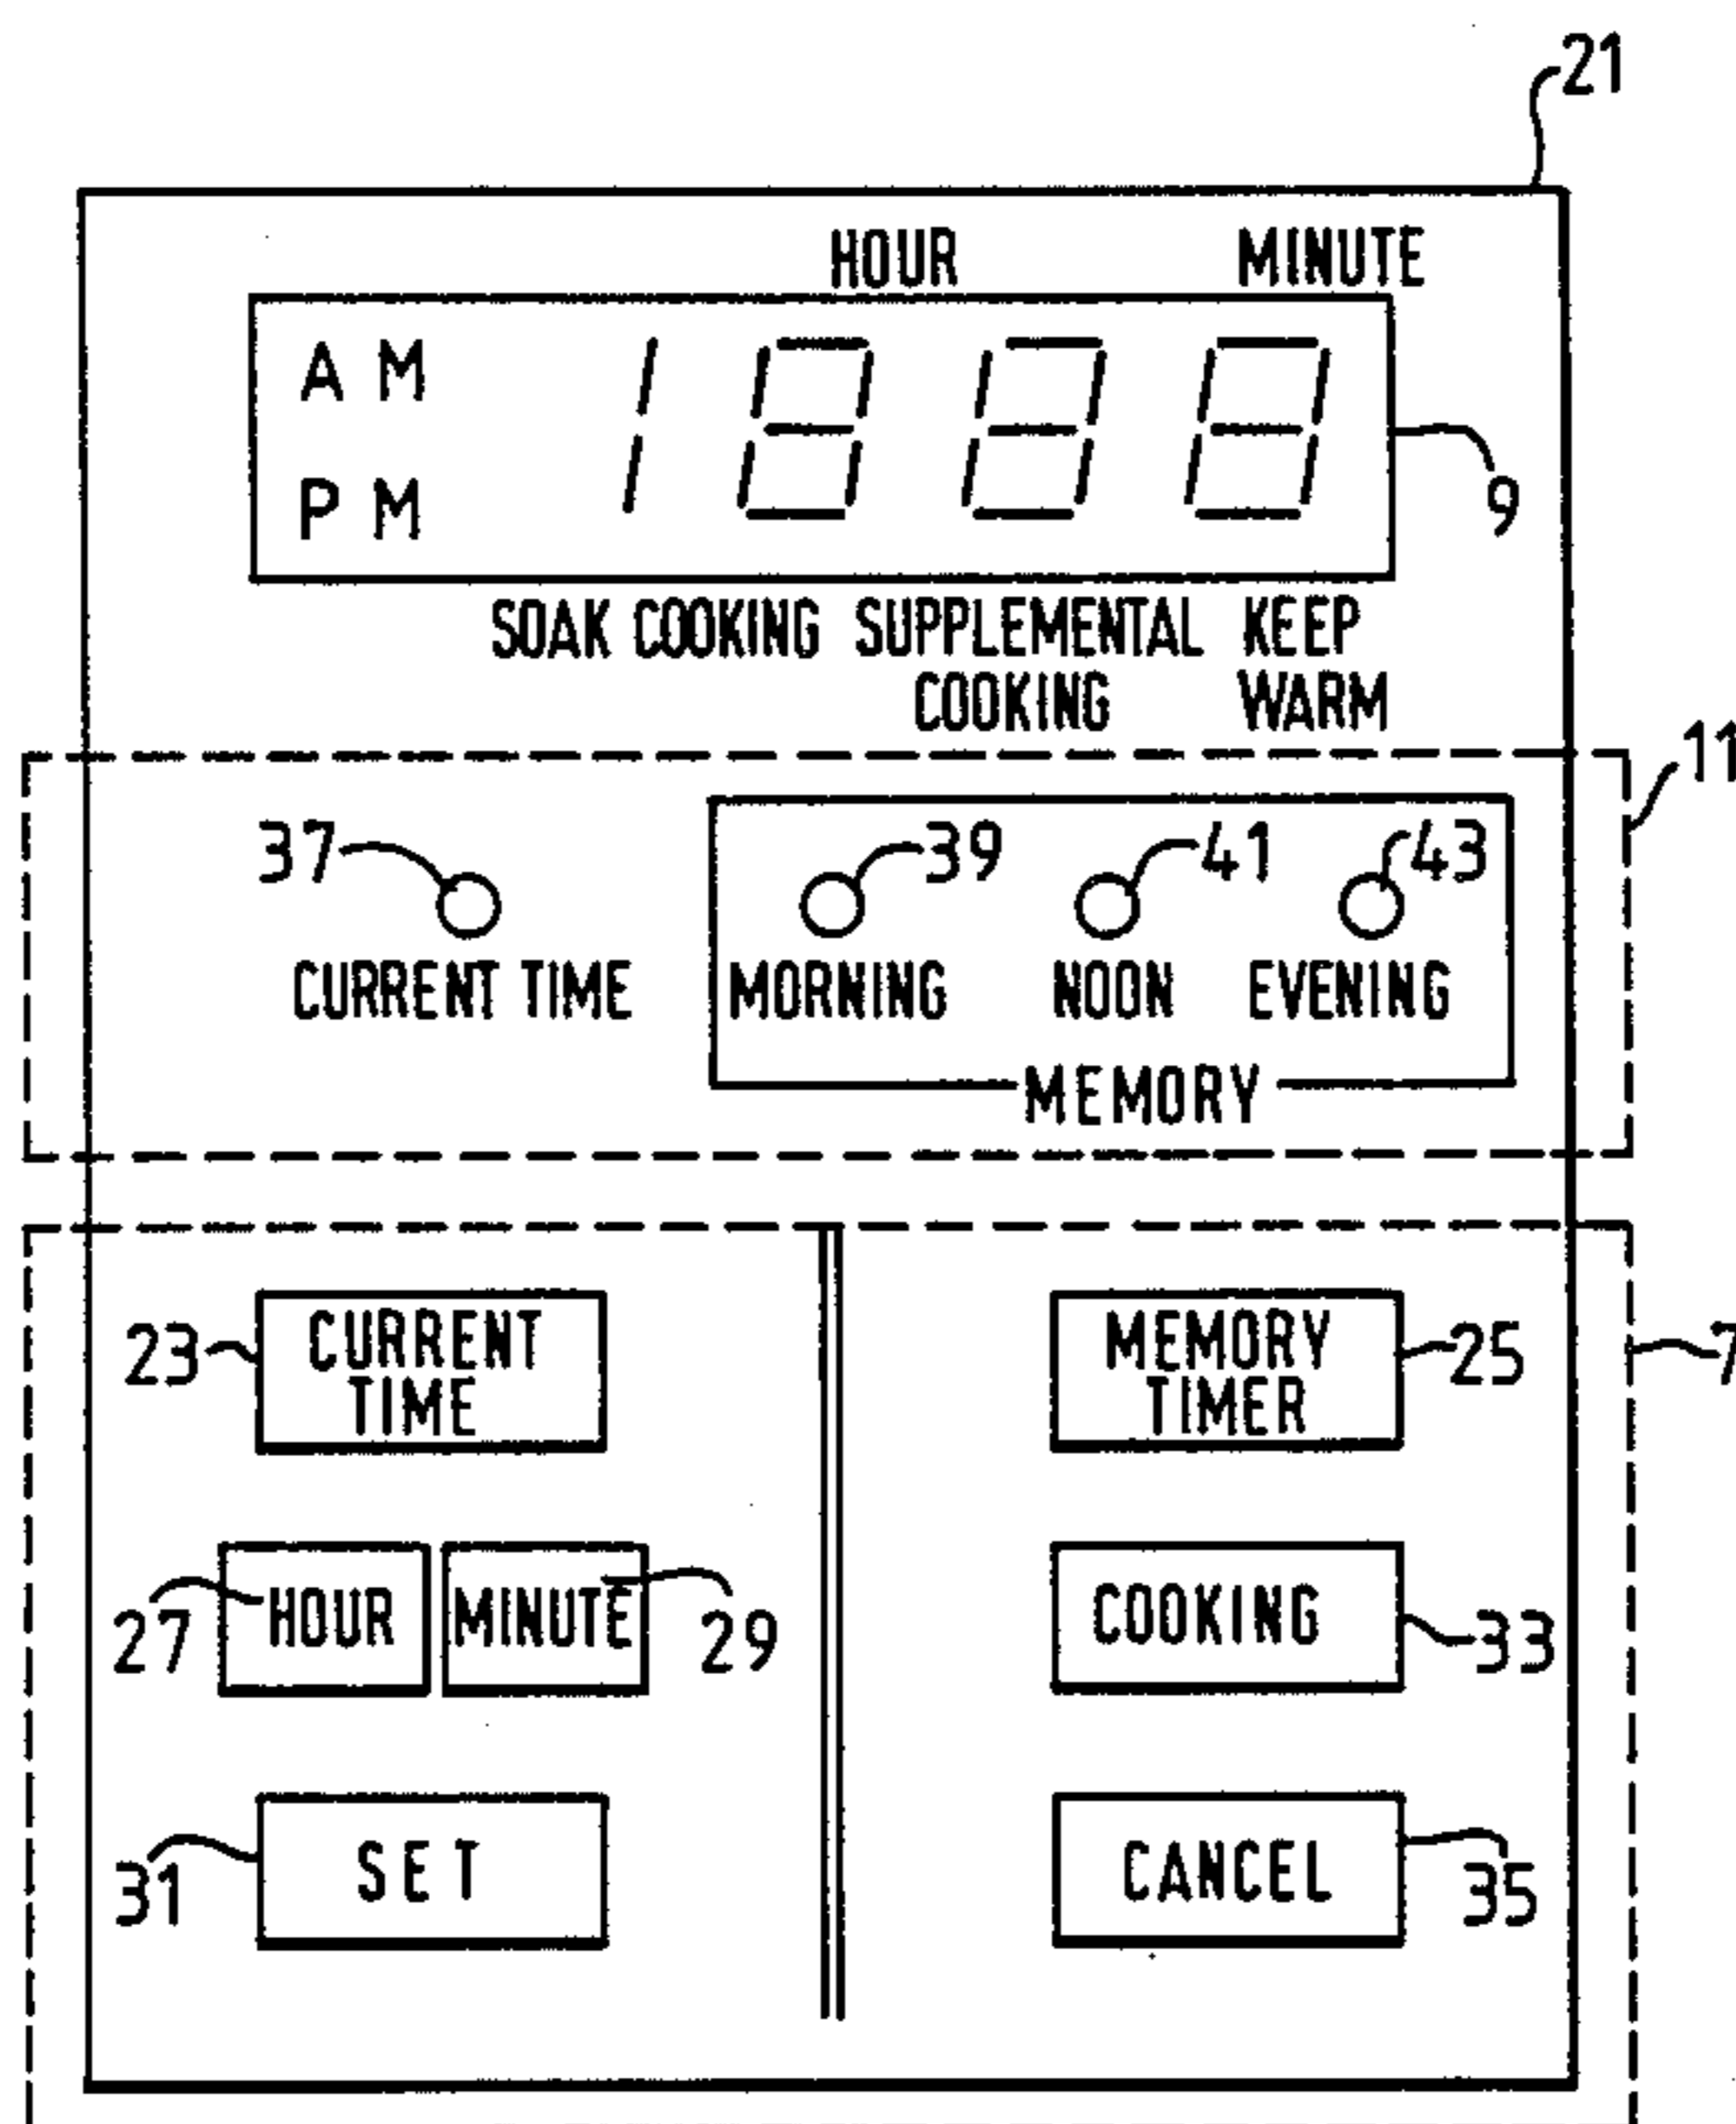 21
HOUR MINUTE
AM 1888
PM
9
SOAK COOKING SUPPLEMENTAL COOKING KEEP WARM
11
37 39 41 43
CURRENT TIME MORNING NOON EVENING
MEMORY
23 CURRENT TIME
MEMORY TIMER 25
7
27 HOUR MINUTE 29
COOKING 33
31 SET
CANCEL 35